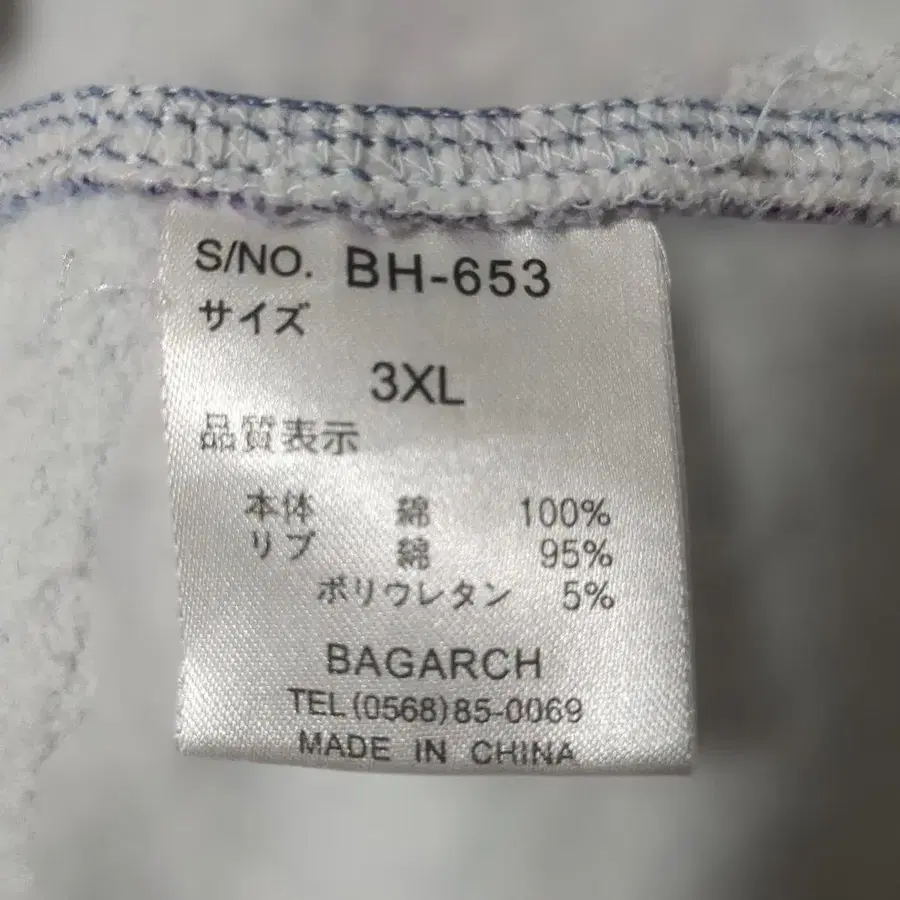 S/NO. BH-653
サイズ
3XL
品質表示
本体 綿 100%
リブ 綿 95%
ポリウレタン 5%
BAGARCH
TEL(0568)85-0069
MADE IN CHINA